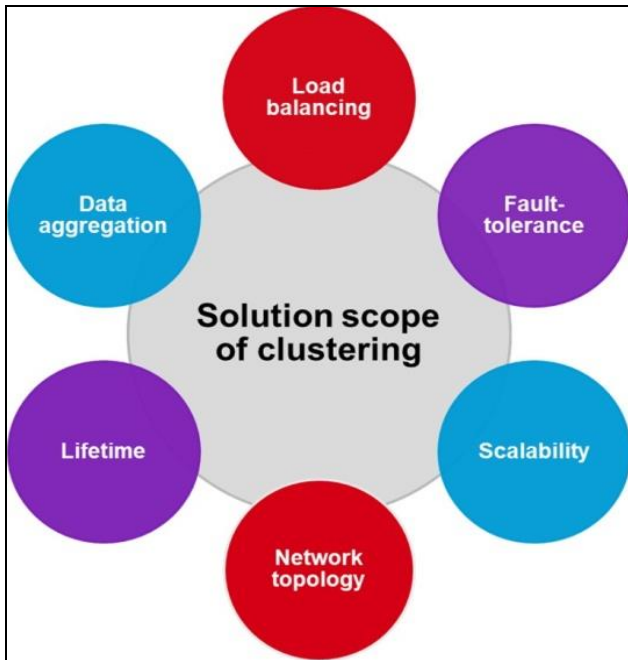 Load
balancing
Data
aggregation
Fault-
tolerance
Solution scope
of clustering
Lifetime
Scalability
Network
topology